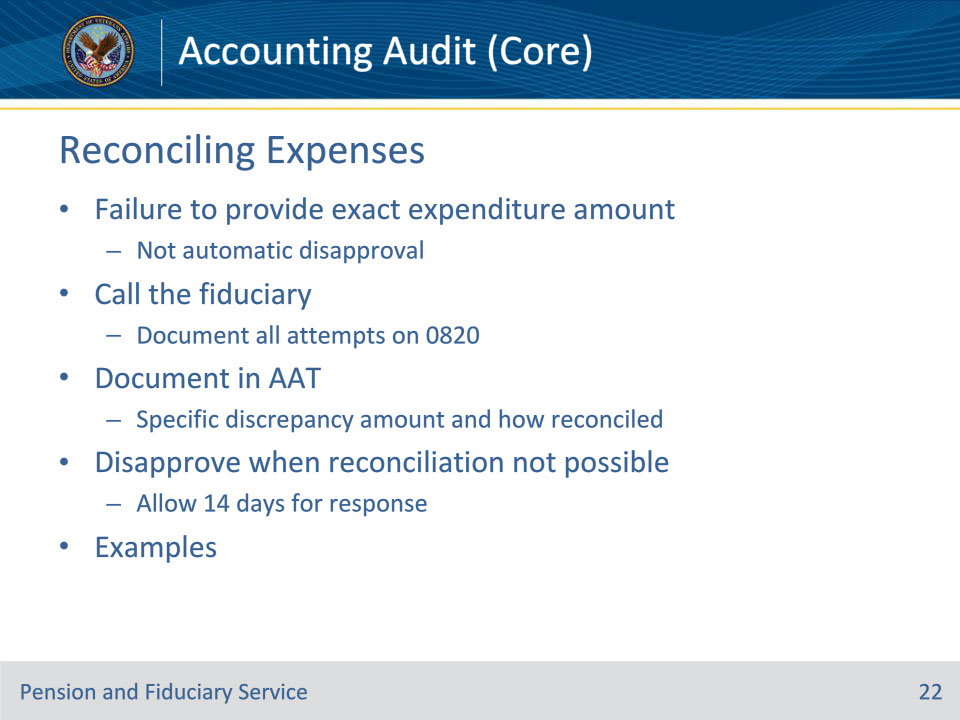 Accounting Audit (Core)
Reconciling Expenses
• Failure to provide exact expenditure amount
– Not automatic disapproval
• Call the fiduciary
– Document all attempts on 0820
• Document in AAT
– Specific discrepancy amount and how reconciled
• Disapprove when reconciliation not possible
– Allow 14 days for response
• Examples
Pension and Fiduciary Service
22